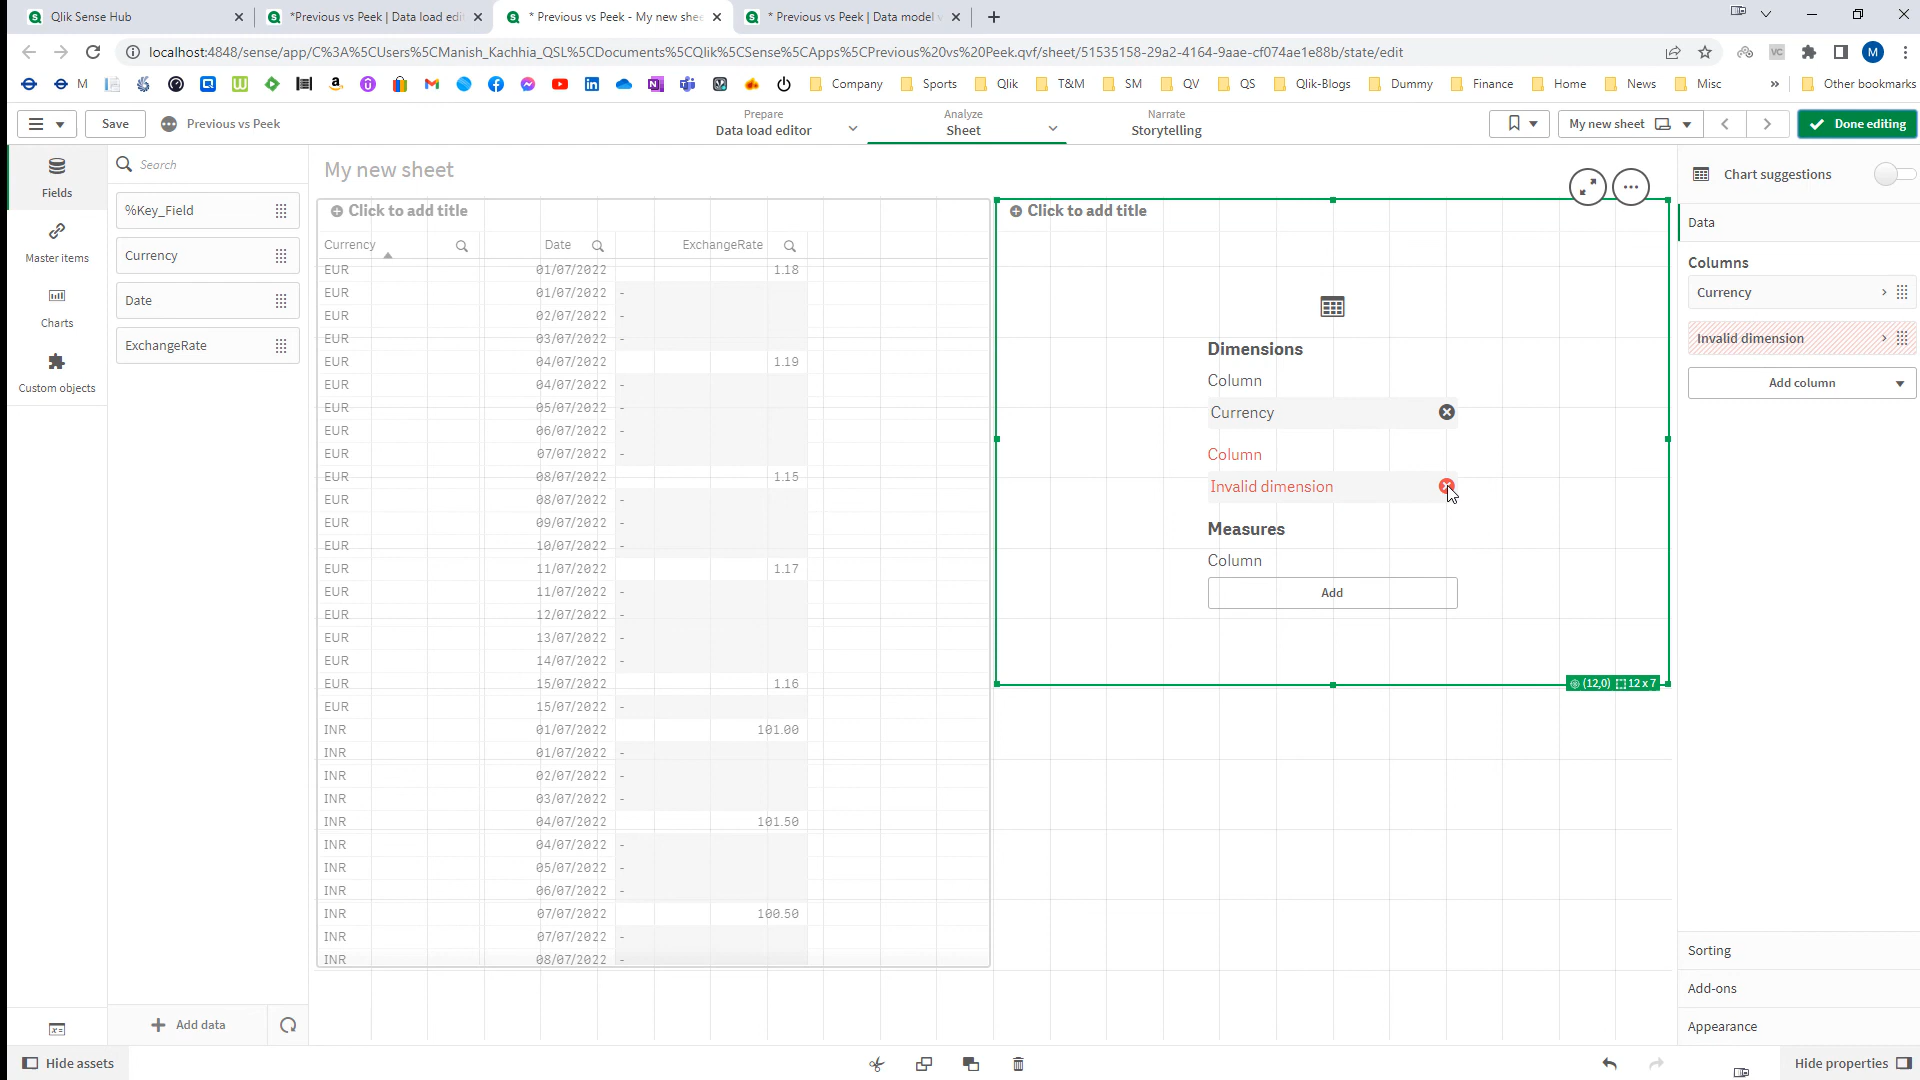 Qlik Sense Hub
*Previous vs Peek | Data load edi
* Previous vs Peek - My new shee
* Previous vs Peek | Data model v
localhost:4848/sense/app/C%3A%5CUsers%5CManish_Kachhia_QSL%5CDocuments%5CQlik%5CSense%5CApps%5CPrevious%20vs%20Peek.qvf/sheet/51535158-29a2-4164-9aae-cf074ae1e88b/state/edit
M
M Company Sports Qlik T&M SM QV QS Qlik-Blogs Dummy Finance Home News Misc » Other bookmarks
Save
Previous vs Peek
Prepare
Data load editor
Analyze
Sheet
Narrate
Storytelling
My new sheet
Done editing
Fields
Master items
Charts
Custom objects
Search
%Key_Field
Currency
Date
ExchangeRate
My new sheet
Click to add title
Currency Date ExchangeRate
EUR 01/07/2022 1.18
EUR 01/07/2022 -
EUR 02/07/2022 -
EUR 03/07/2022 -
EUR 04/07/2022 1.19
EUR 04/07/2022 -
EUR 05/07/2022 -
EUR 06/07/2022 -
EUR 07/07/2022 -
EUR 08/07/2022 1.15
EUR 08/07/2022 -
EUR 09/07/2022 -
EUR 10/07/2022 -
EUR 11/07/2022 1.17
EUR 11/07/2022 -
EUR 12/07/2022 -
EUR 13/07/2022 -
EUR 14/07/2022 -
EUR 15/07/2022 1.16
EUR 15/07/2022 -
INR 01/07/2022 101.00
INR 01/07/2022 -
INR 02/07/2022 -
INR 03/07/2022 -
INR 04/07/2022 101.50
INR 04/07/2022 -
INR 05/07/2022 -
INR 06/07/2022 -
INR 07/07/2022 100.50
INR 07/07/2022 -
INR 08/07/2022 -
Click to add title
Dimensions
Column
Currency
Column
Invalid dimension
Measures
Column
Add
(12,0) 12 x 7
Chart suggestions
Data
Columns
Currency
Invalid dimension
Add column
Sorting
Add-ons
Appearance
Add data
Hide assets
Hide properties